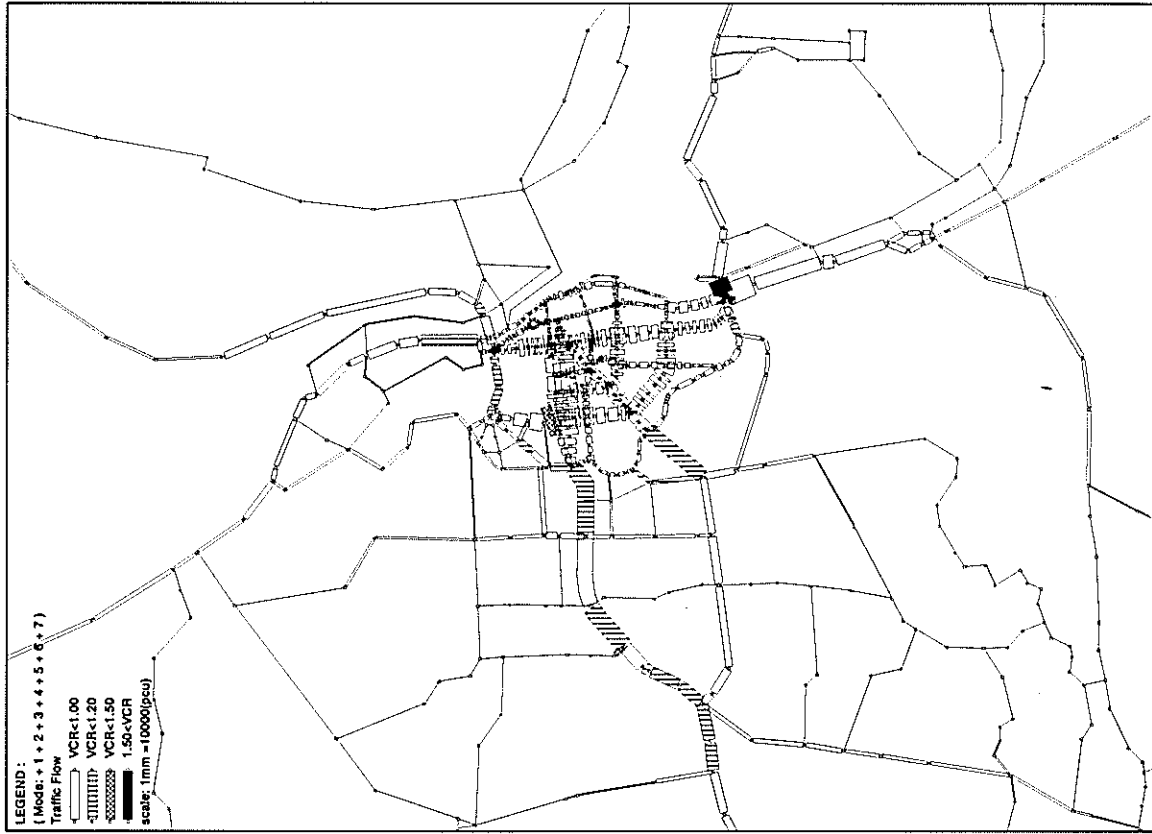 LEGEND :
( Mode: + 1 + 2 + 3 + 4 + 5 + 6 + 7 )
Traffic Flow
VCR<1.00
VCR<1.20
VCR<1.50
1.50<VCR
scale: 1mm =10000(pcu)